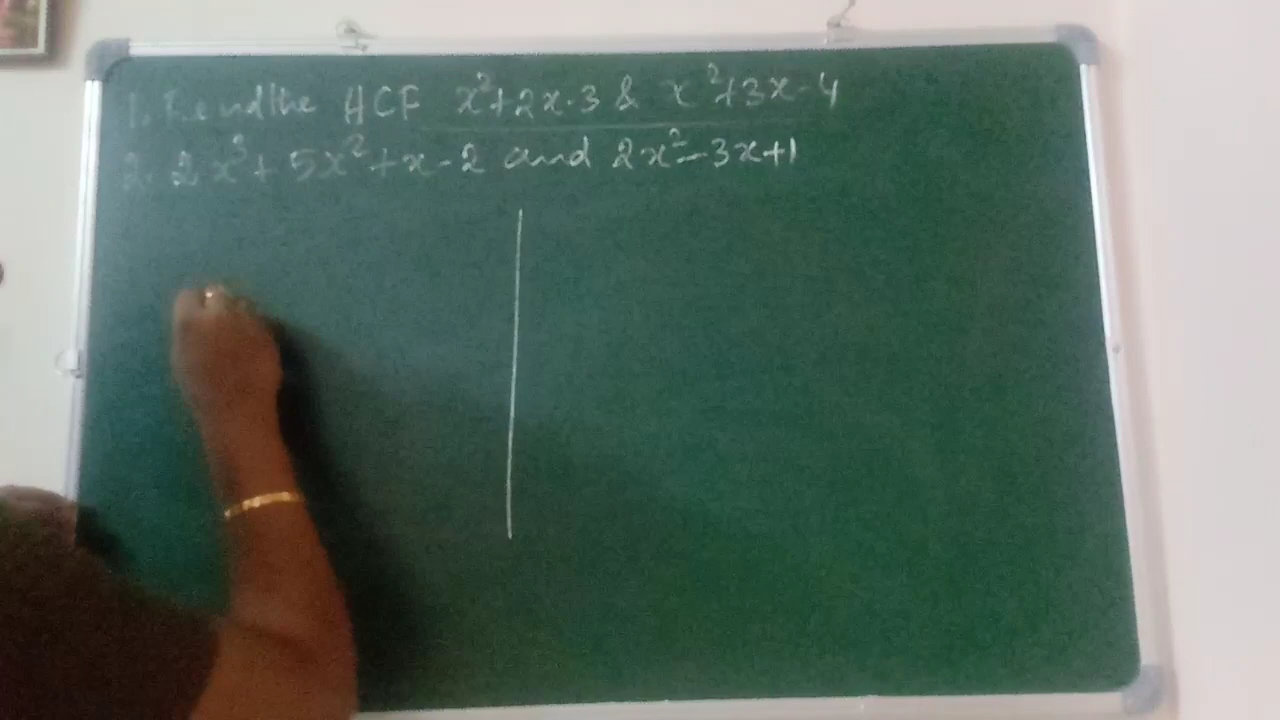 1. Find the HCF x²+2x-3 & x²+3x-4
2. 2x³+5x²+x-2 and 2x²-3x+1